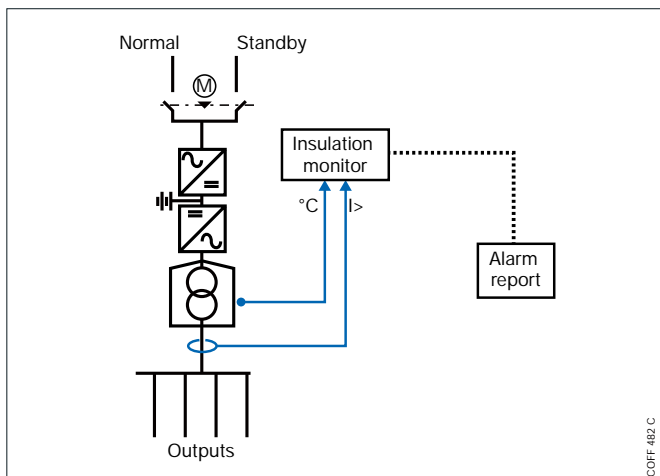 Normal
Standby
M
Insulation
monitor
°C
I>
Alarm
report
Outputs
COFF 482 C